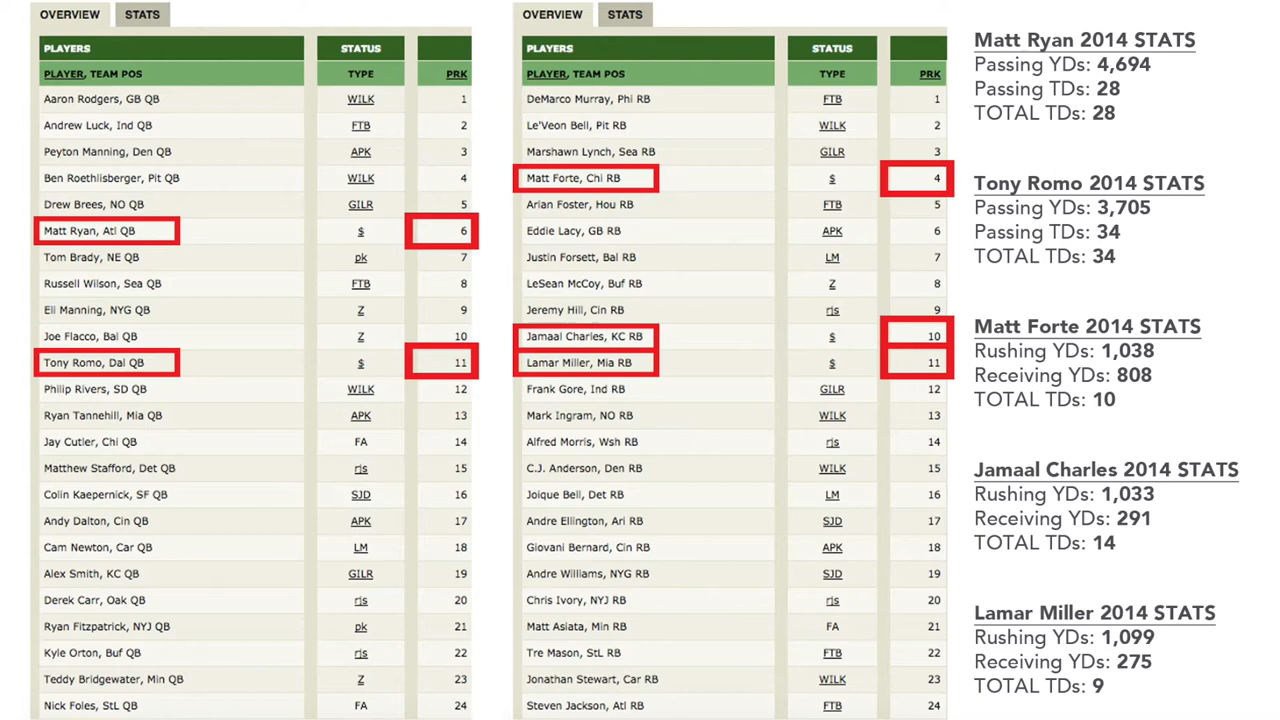 OVERVIEW STATS
PLAYERS STATUS
PLAYER, TEAM POS TYPE PRK
Aaron Rodgers, GB QB WILK 1
Andrew Luck, Ind QB FTB 2
Peyton Manning, Den QB APK 3
Ben Roethlisberger, Pit QB WILK 4
Drew Brees, NO QB GILR 5
Matt Ryan, Atl QB $ 6
Tom Brady, NE QB pk 7
Russell Wilson, Sea QB FTB 8
Eli Manning, NYG QB Z 9
Joe Flacco, Bal QB Z 10
Tony Romo, Dal QB $ 11
Philip Rivers, SD QB WILK 12
Ryan Tannehill, Mia QB APK 13
Jay Cutler, Chi QB FA 14
Matthew Stafford, Det QB rjs 15
Colin Kaepernick, SF QB SJD 16
Andy Dalton, Cin QB APK 17
Cam Newton, Car QB LM 18
Alex Smith, KC QB GILR 19
Derek Carr, Oak QB rjs 20
Ryan Fitzpatrick, NYJ QB pk 21
Kyle Orton, Buf QB rjs 22
Teddy Bridgewater, Min QB Z 23
Nick Foles, StL QB FA 24
OVERVIEW STATS
PLAYERS STATUS
PLAYER, TEAM POS TYPE PRK
DeMarco Murray, Phi RB FTB 1
Le'Veon Bell, Pit RB WILK 2
Marshawn Lynch, Sea RB GILR 3
Matt Forte, Chi RB $ 4
Arian Foster, Hou RB FTB 5
Eddie Lacy, GB RB APK 6
Justin Forsett, Bal RB LM 7
LeSean McCoy, Buf RB Z 8
Jeremy Hill, Cin RB rjs 9
Jamaal Charles, KC RB $ 10
Lamar Miller, Mia RB $ 11
Frank Gore, Ind RB GILR 12
Mark Ingram, NO RB WILK 13
Alfred Morris, Wsh RB rjs 14
C.J. Anderson, Den RB WILK 15
Joique Bell, Det RB LM 16
Andre Ellington, Ari RB SJD 17
Giovani Bernard, Cin RB APK 18
Andre Williams, NYG RB SJD 19
Chris Ivory, NYJ RB rjs 20
Matt Asiata, Min RB FA 21
Tre Mason, StL RB FTB 22
Jonathan Stewart, Car RB WILK 23
Steven Jackson, Atl RB FTB 24
Matt Ryan 2014 STATS
Passing YDs: 4,694
Passing TDs: 28
TOTAL TDs: 28
Tony Romo 2014 STATS
Passing YDs: 3,705
Passing TDs: 34
TOTAL TDs: 34
Matt Forte 2014 STATS
Rushing YDs: 1,038
Receiving YDs: 808
TOTAL TDs: 10
Jamaal Charles 2014 STATS
Rushing YDs: 1,033
Receiving YDs: 291
TOTAL TDs: 14
Lamar Miller 2014 STATS
Rushing YDs: 1,099
Receiving YDs: 275
TOTAL TDs: 9